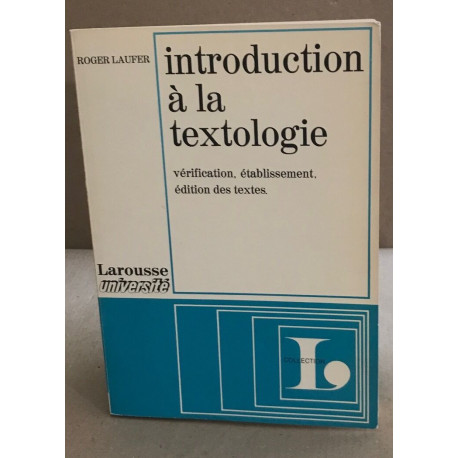 ROGER LAUFER
introduction
à la
textologie
vérification, établissement,
édition des textes.
Larousse
université
COLLECTION
L